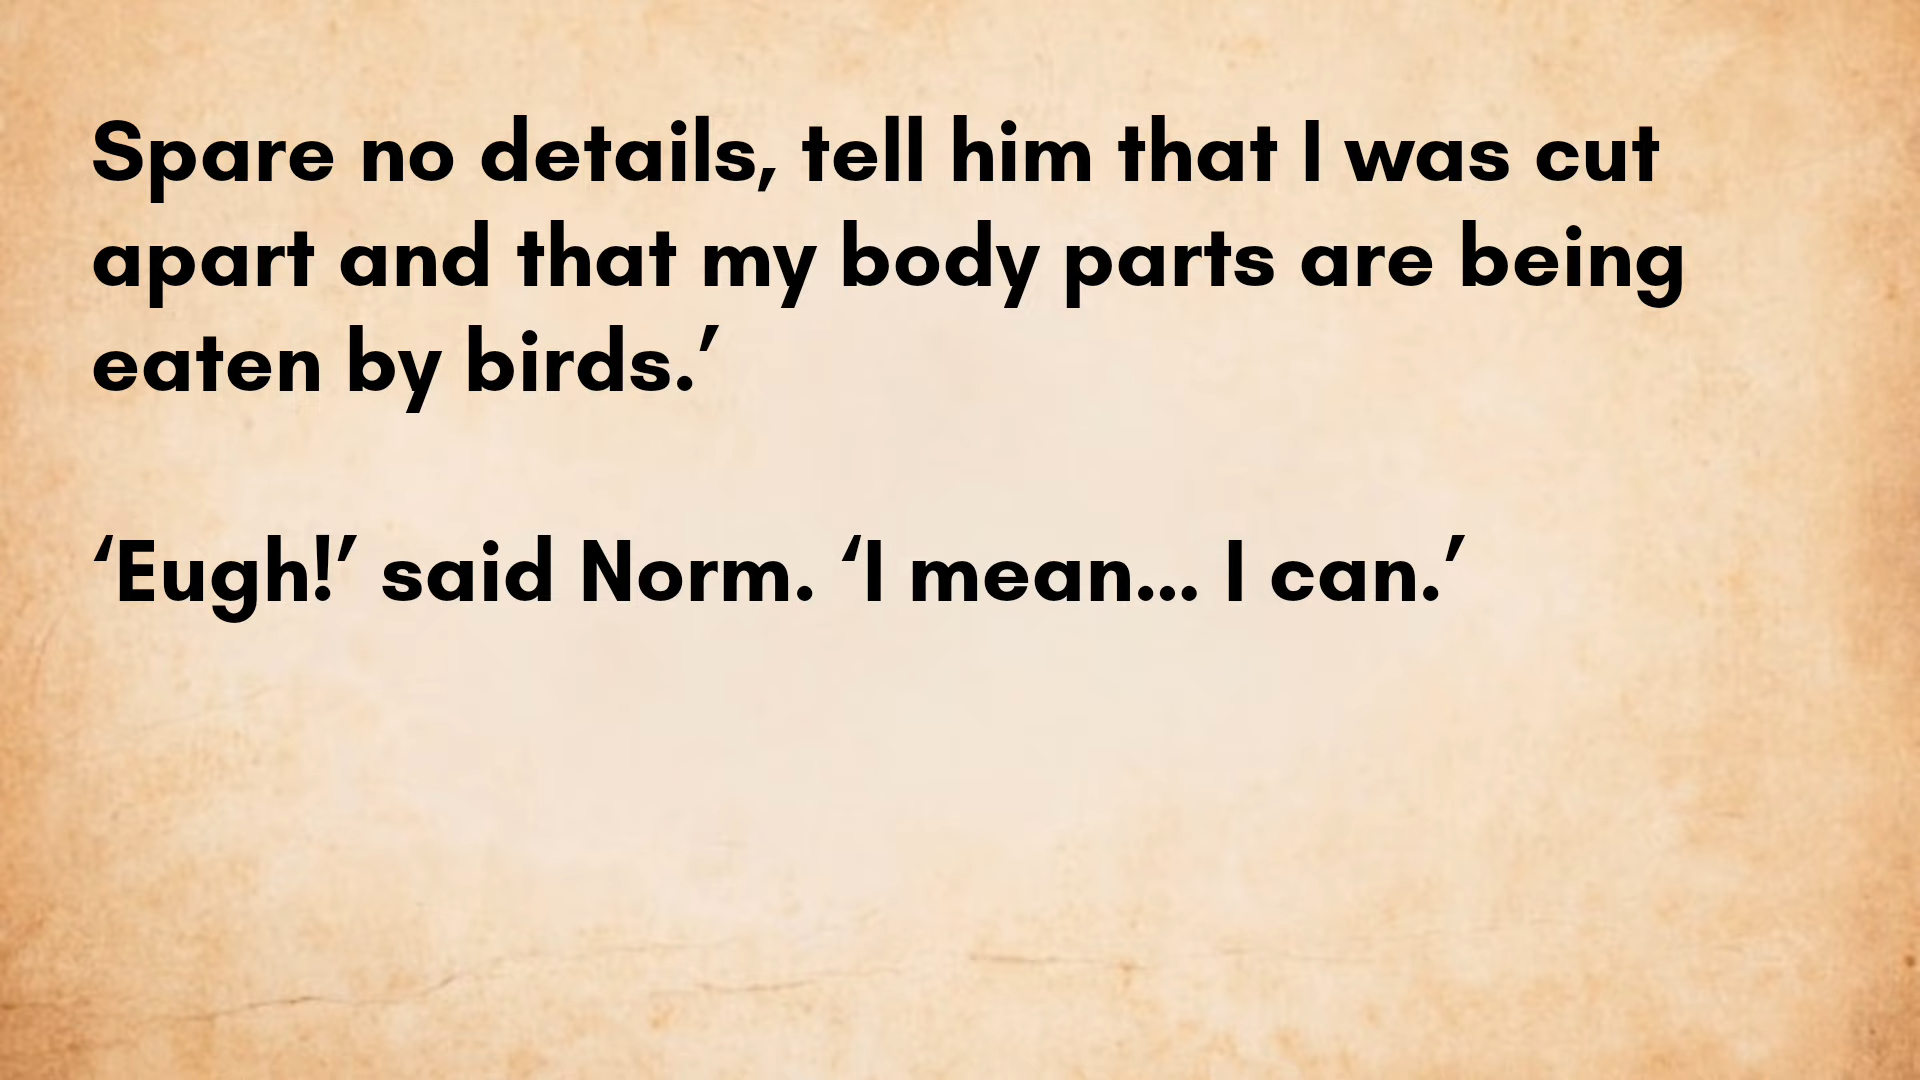 Spare no details, tell him that I was cut
apart and that my body parts are being
eaten by birds.’
‘Eugh!’ said Norm. ‘I mean... I can.’